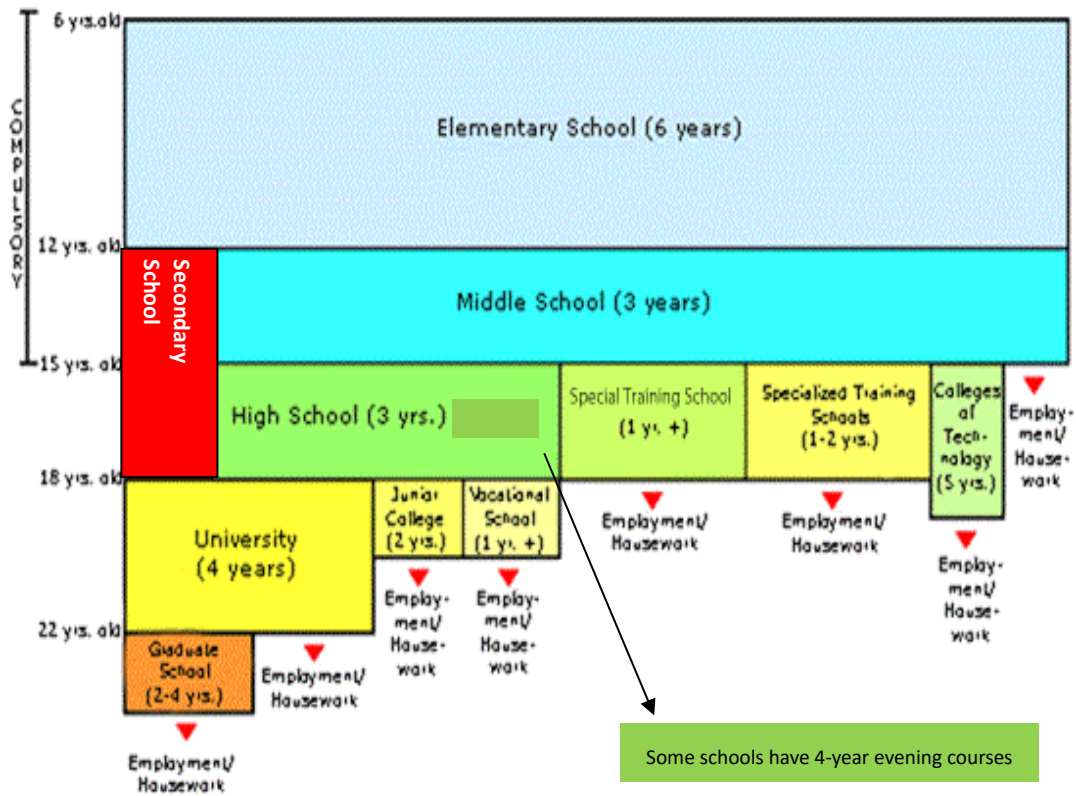 6 yrs.old
COMPULSORY
Elementary School (6 years)
12 yrs. old
Secondary
School
Middle School (3 years)
15 yrs. old
High School (3 yrs.)
Special Training School
(1 yr. +)
Specialized Training
Schools
(1-2 yrs.)
Colleges
of
Tech-
nology
(5 yrs.)
Employ-
ment/
House-
work
18 yrs. old
University
(4 years)
Junior
College
(2 yrs.)
Vocational
School
(1 yr. +)
Employment/
Housework
Employment/
Housework
Employ-
ment/
House-
work
Employ-
ment/
House-
work
Employ-
ment/
House-
work
22 yrs. old
Graduate
School
(2-4 yrs.)
Employment/
Housework
Employment/
Housework
Some schools have 4-year evening courses